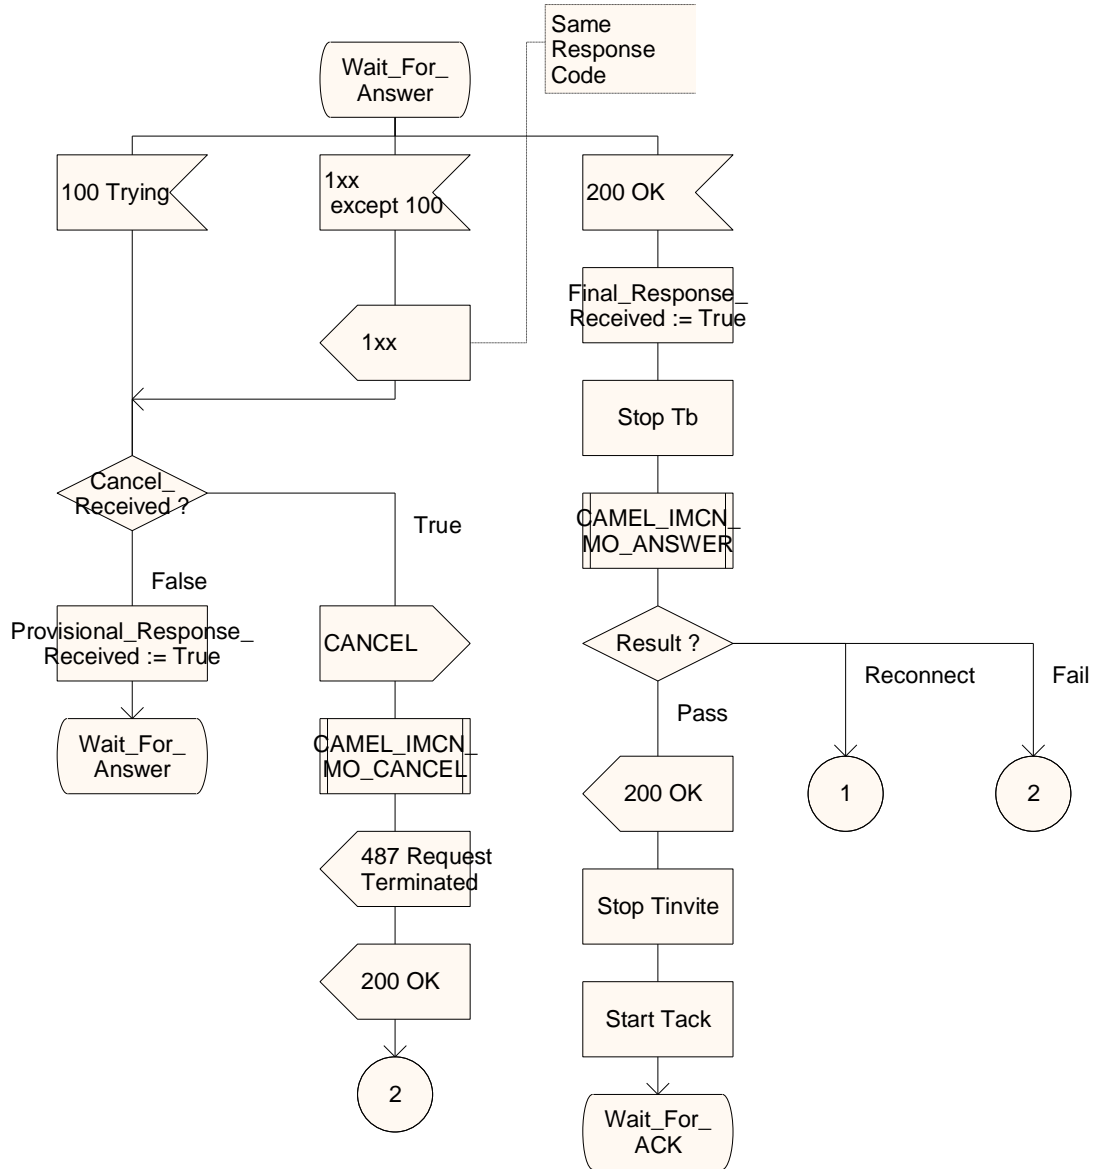 Same
Response
Code
Wait_For_
Answer
100 Trying
1xx
except 100
200 OK
Final_Response_
Received := True
1xx
Stop Tb
Cancel_
Received ?
True
CAMEL_IMCN_
MO_ANSWER
False
Provisional_Response_
Received := True
CANCEL
Result ?
Reconnect
Fail
Pass
Wait_For_
Answer
CAMEL_IMCN_
MO_CANCEL
200 OK
1
2
487 Request
Terminated
Stop Tinvite
200 OK
Start Tack
2
Wait_For_
ACK